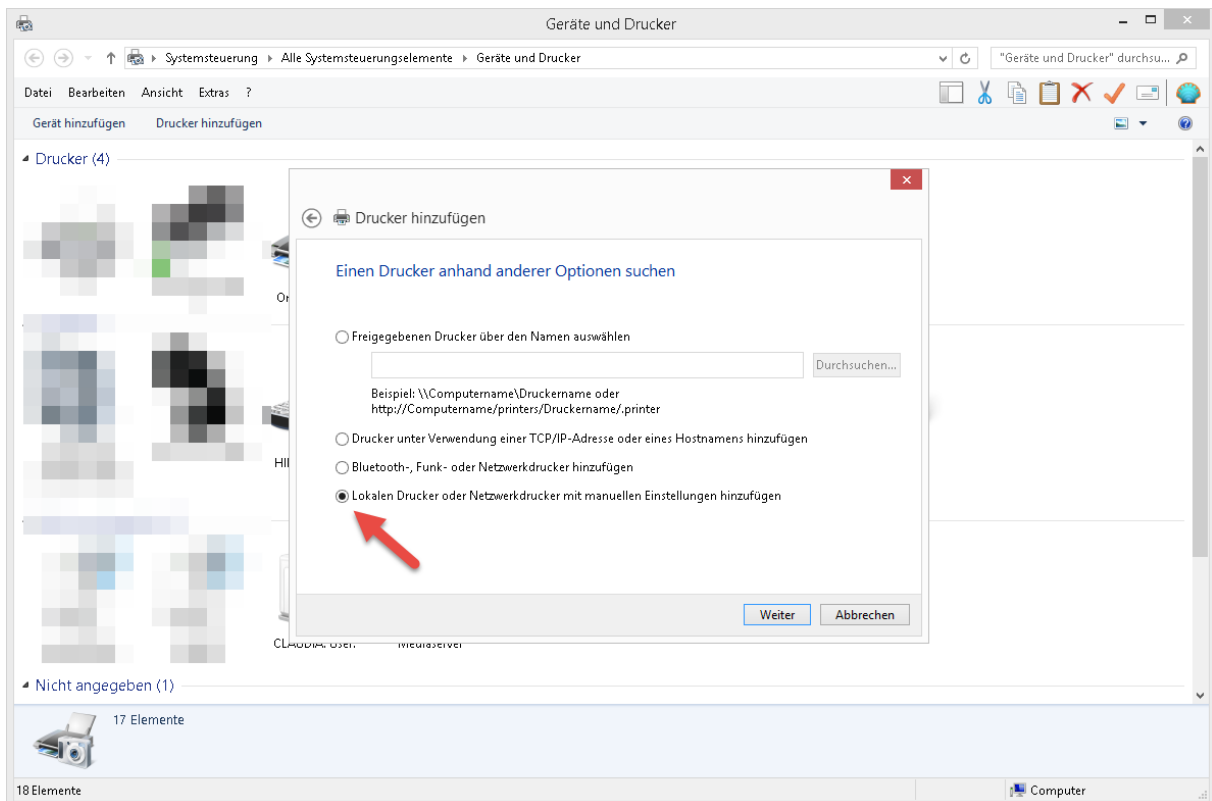 Geräte und Drucker
Systemsteuerung ▸ Alle Systemsteuerungselemente ▸ Geräte und Drucker
"Geräte und Drucker" durchsu...
Datei Bearbeiten Ansicht Extras ?
Gerät hinzufügen Drucker hinzufügen
Drucker (4)
Drucker hinzufügen
Einen Drucker anhand anderer Optionen suchen
Freigegebenen Drucker über den Namen auswählen
Durchsuchen...
Beispiel: \\Computername\Druckername oder
http://Computername/printers/Druckername/.printer
Drucker unter Verwendung einer TCP/IP-Adresse oder eines Hostnamens hinzufügen
Bluetooth-, Funk- oder Netzwerkdrucker hinzufügen
Lokalen Drucker oder Netzwerkdrucker mit manuellen Einstellungen hinzufügen
Weiter Abbrechen
CLAUDIA: User: Mediaserver
Nicht angegeben (1)
17 Elemente
18 Elemente
Computer